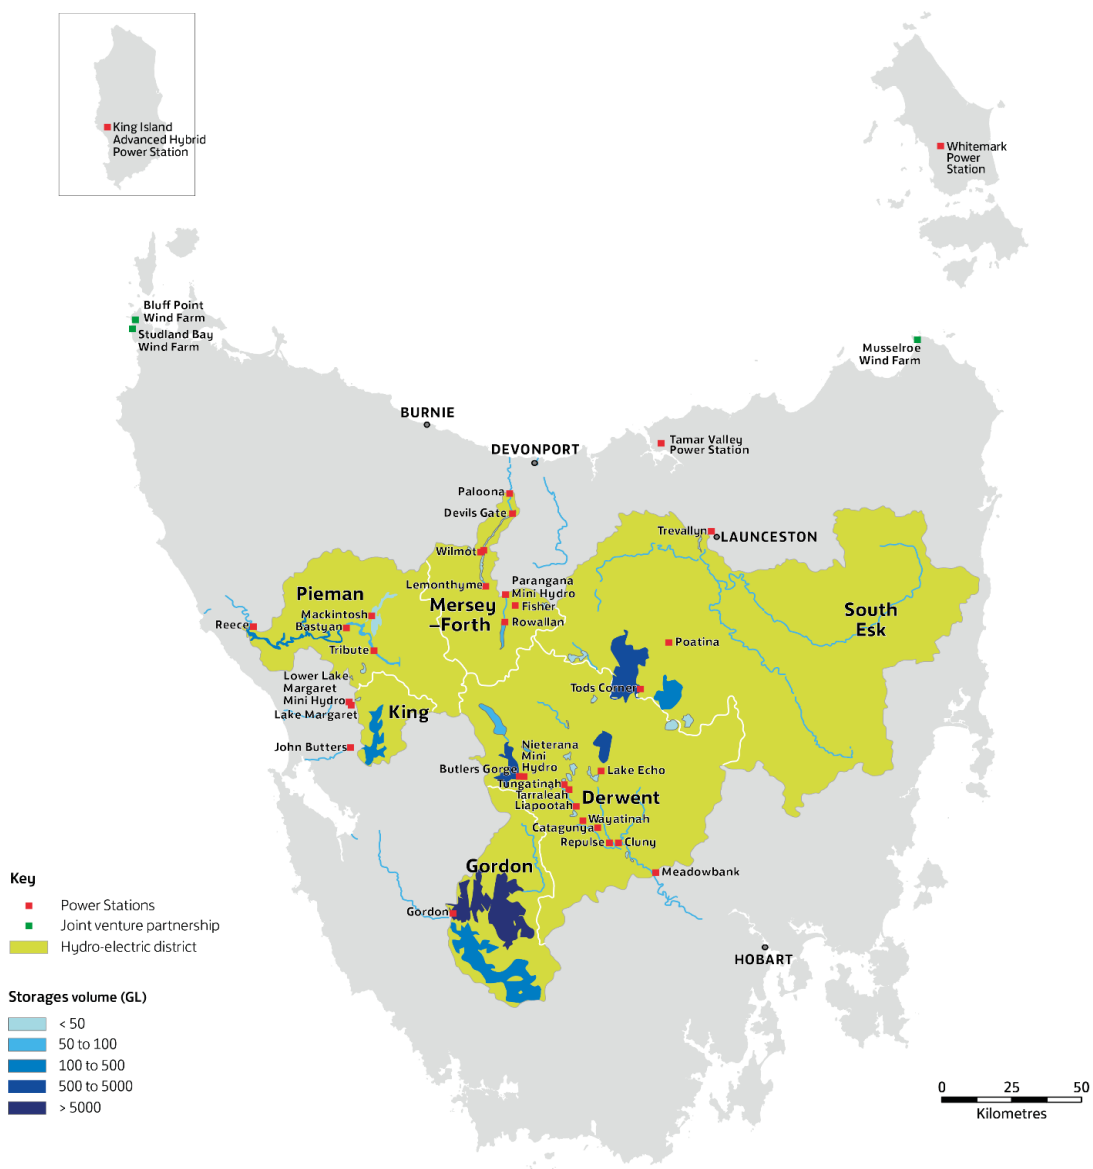 King Island
Advanced Hybrid
Power Station
Whitemark
Power
Station
Bluff Point
Wind Farm
Studland Bay
Wind Farm
Musselroe
Wind Farm
BURNIE
DEVONPORT
Tamar Valley
Power Station
Paloona
Devils Gate
Trevallyn
LAUNCESTON
Wilmot
Lemonthyme
Parangana
Mini Hydro
Fisher
Rowallan
Pieman
Mersey
–Forth
South
Esk
Mackintosh
Bastyan
Reece
Tribute
Poatina
Tods Corner
Lower Lake
Margaret
Mini Hydro
Lake Margaret
King
John Butters
Nieterana
Mini
Hydro
Butlers Gorge
Lake Echo
Tungatinah
Tarraleah
Liapootah
Derwent
Wayatinah
Catagunya
Repulse
Cluny
Gordon
Meadowbank
Gordon
HOBART
Key
Power Stations
Joint venture partnership
Hydro-electric district
Storages volume (GL)
< 50
50 to 100
100 to 500
500 to 5000
> 5000
0 25 50
Kilometres